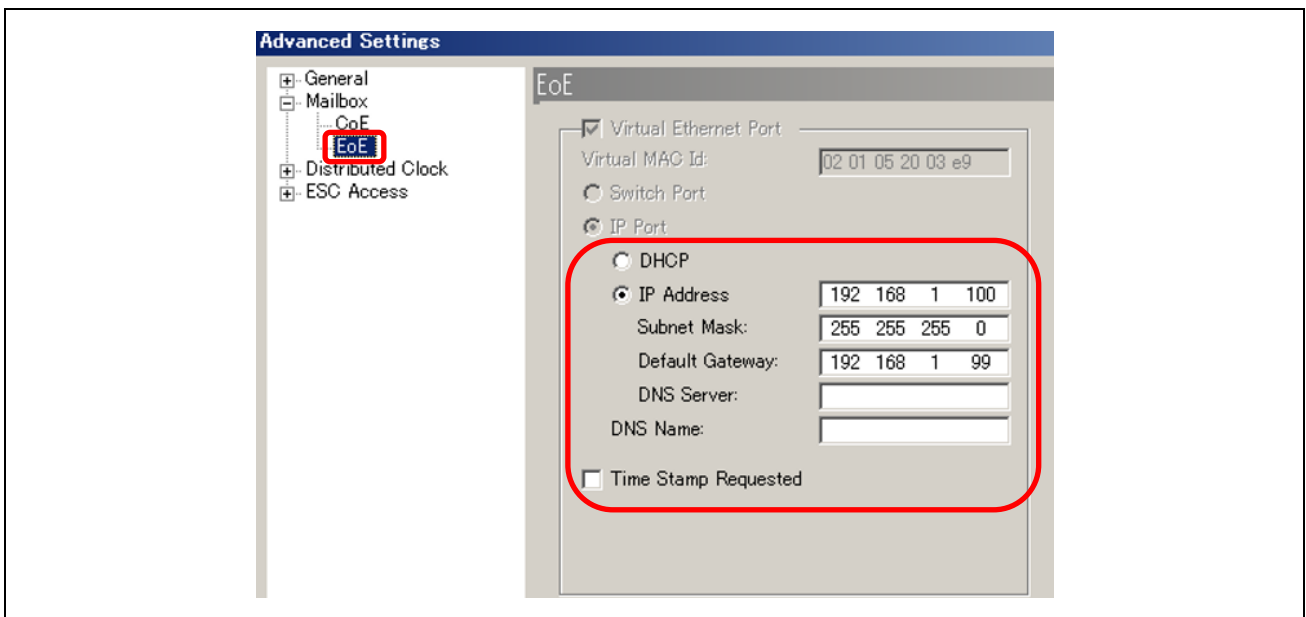 Advanced Settings
General
Mailbox
CoE
EoE
Distributed Clock
ESC Access
EoE
Virtual Ethernet Port
Virtual MAC Id: 02 01 05 20 03 e9
Switch Port
IP Port
DHCP
IP Address 192 168 1 100
Subnet Mask: 255 255 255 0
Default Gateway: 192 168 1 99
DNS Server:
DNS Name:
Time Stamp Requested